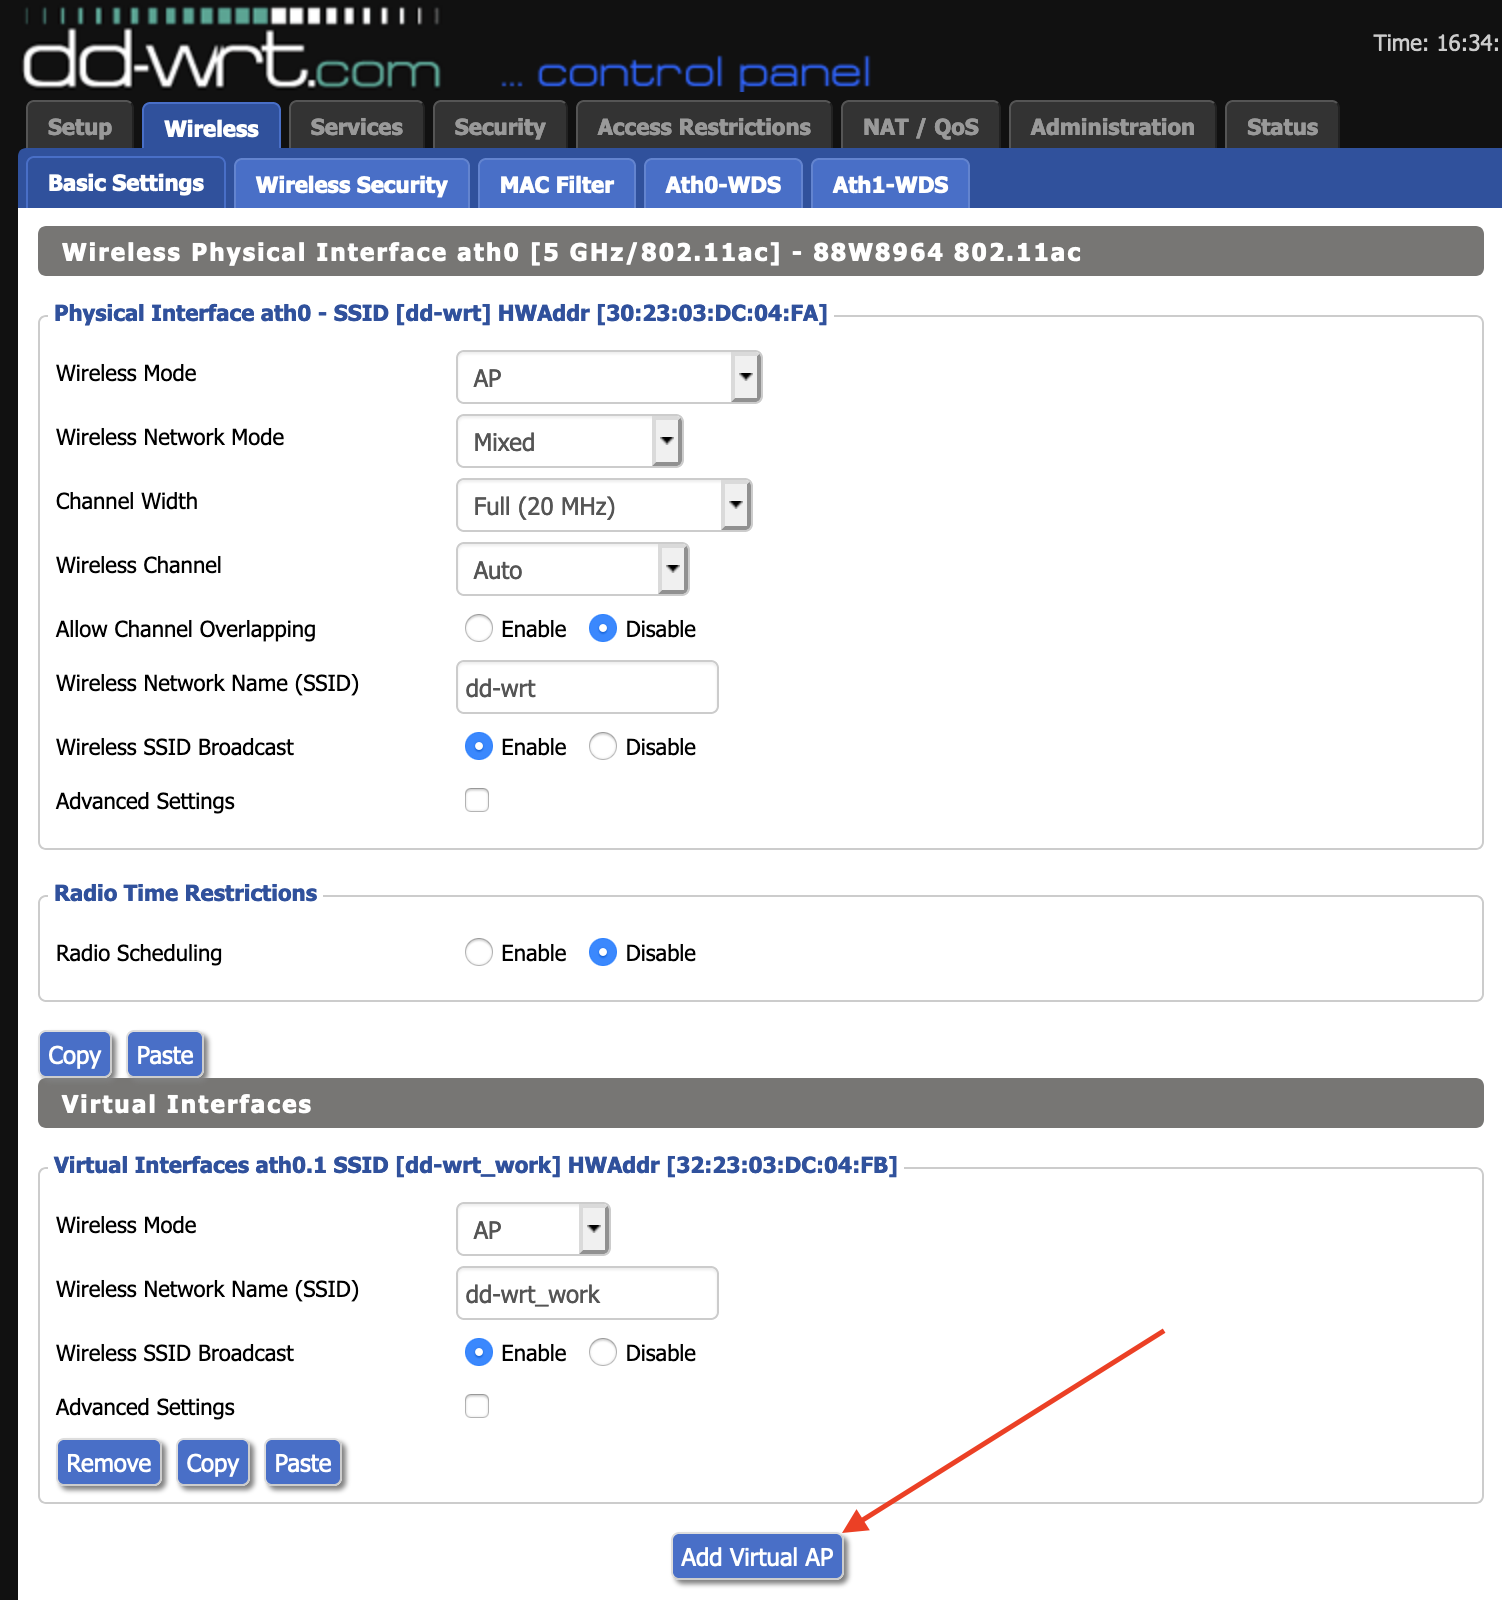 dd-wrt.com ... control panel
Time: 16:34:
Setup Wireless Services Security Access Restrictions NAT / QoS Administration Status
Basic Settings Wireless Security MAC Filter Ath0-WDS Ath1-WDS
Wireless Physical Interface ath0 [5 GHz/802.11ac] - 88W8964 802.11ac
Physical Interface ath0 - SSID [dd-wrt] HWAddr [30:23:03:DC:04:FA]
Wireless Mode AP
Wireless Network Mode Mixed
Channel Width Full (20 MHz)
Wireless Channel Auto
Allow Channel Overlapping Enable Disable
Wireless Network Name (SSID) dd-wrt
Wireless SSID Broadcast Enable Disable
Advanced Settings
Radio Time Restrictions
Radio Scheduling Enable Disable
Copy Paste
Virtual Interfaces
Virtual Interfaces ath0.1 SSID [dd-wrt_work] HWAddr [32:23:03:DC:04:FB]
Wireless Mode AP
Wireless Network Name (SSID) dd-wrt_work
Wireless SSID Broadcast Enable Disable
Advanced Settings
Remove Copy Paste
Add Virtual AP